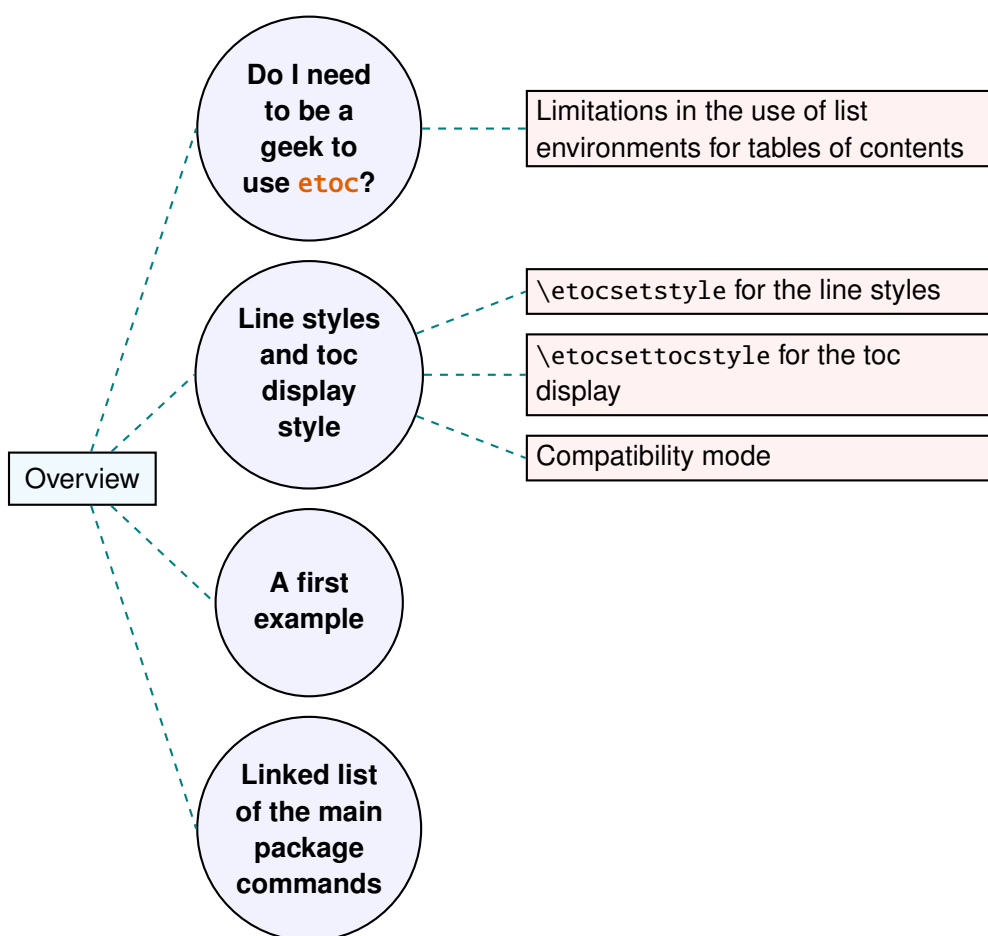 Do I need
to be a
geek to
use etoc?
Limitations in the use of list
environments for tables of contents
Line styles
and toc
display
style
\etocsetstyle for the line styles
\etocsettocstyle for the toc
display
Compatibility mode
Overview
A first
example
Linked list
of the main
package
commands